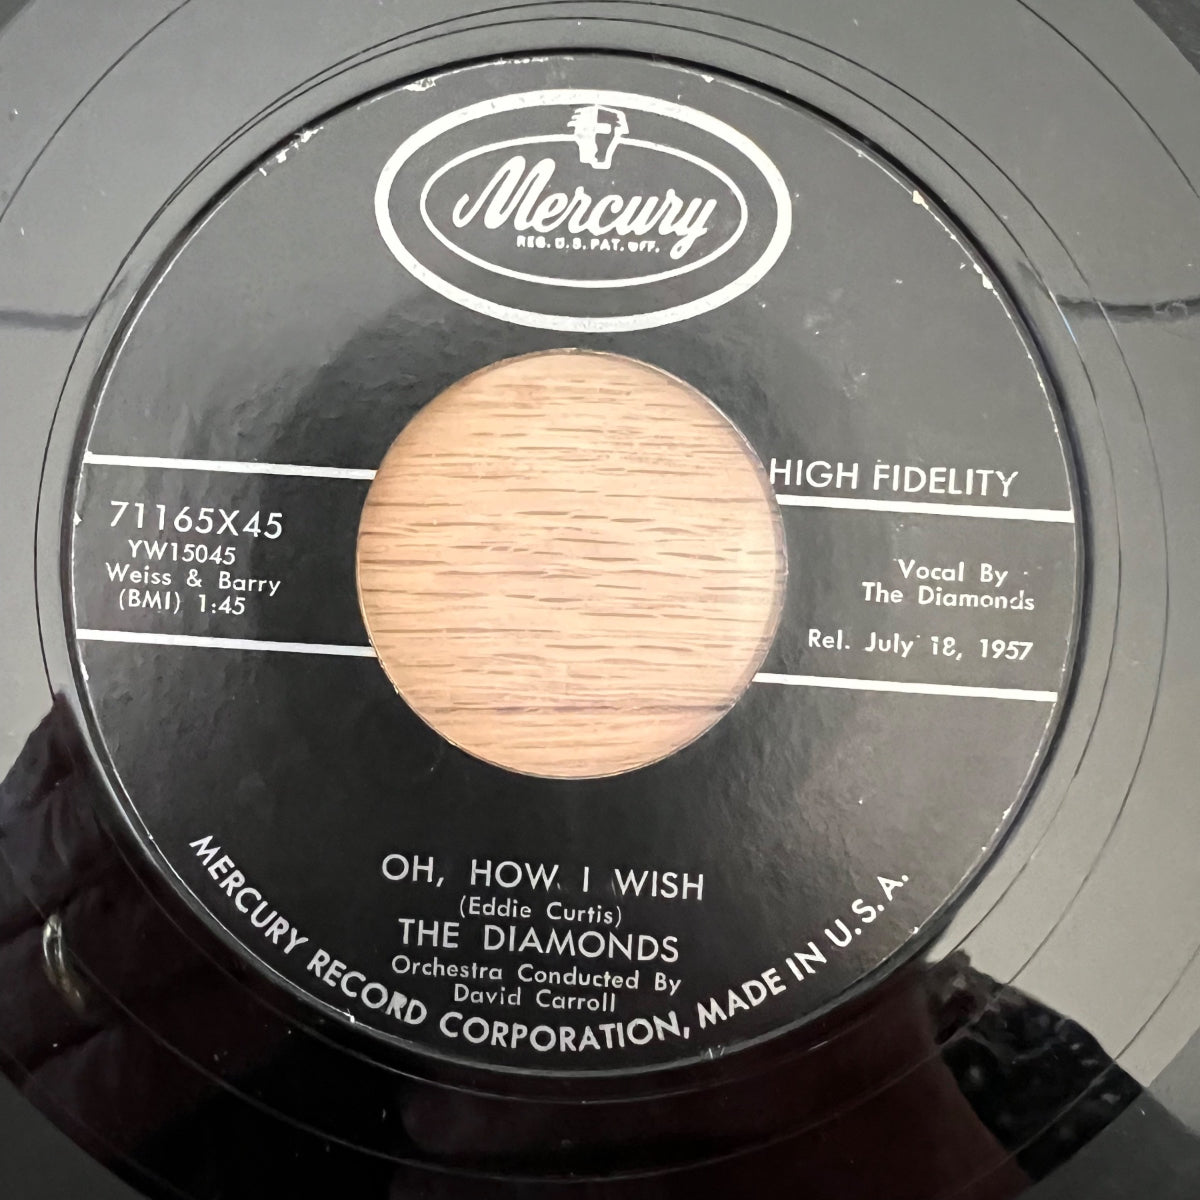 Mercury
REG. U.S. PAT. OFF.
HIGH FIDELITY
71165X45
YW15045
Weiss & Barry
(BMI) 1:45
Vocal By
The Diamonds
Rel. July 18, 1957
OH, HOW I WISH
(Eddie Curtis)
THE DIAMONDS
Orchestra Conducted By
David Carroll
MERCURY RECORD CORPORATION, MADE IN U.S.A.